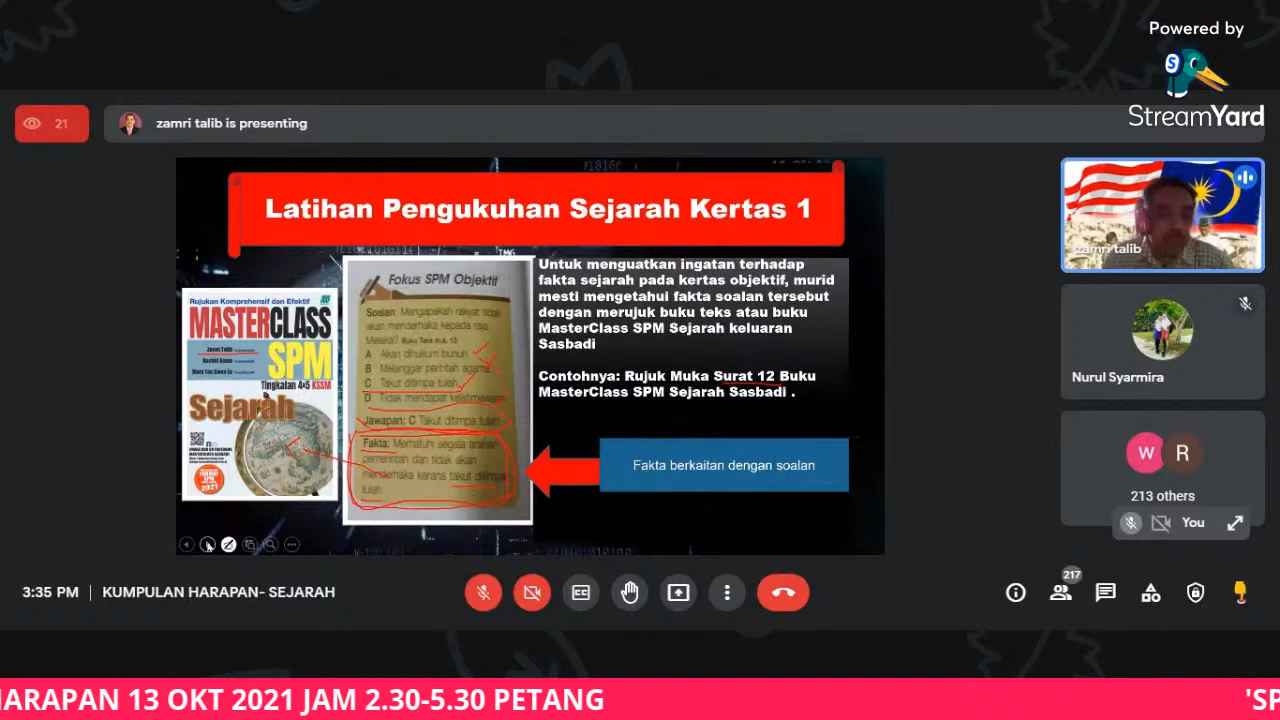 Powered by
StreamYard
21
zamri talib is presenting
Latihan Pengukuhan Sejarah Kertas 1
Rujukan Komprehensif dan Efektif
MASTERCLASS
SPM
Tingkatan 4•5 KSSM
Sejarah
2021
Fokus SPM Objektif
Soalan: Mengapakah rakyat tidak
akan menderhaka kepada raja
Melaka? Buku Teks m.s. 13
A Akan dihukum bunuh
B Melanggar perintah agama
C Takut ditimpa tulah
D Tidak mendapat
Jawapan: C Takut ditimpa tulah
Fakta: Mematuhi segala arahan
pemerintah dan tidak akan
menderhaka kerana takut ditimpa
tulah
Untuk menguatkan ingatan terhadap
fakta sejarah pada kertas objektif, murid
mesti mengetahui fakta soalan tersebut
dengan merujuk buku teks atau buku
MasterClass SPM Sejarah keluaran
Sasbadi
Contohnya: Rujuk Muka Surat 12 Buku
MasterClass SPM Sejarah Sasbadi .
Fakta berkaitan dengan soalan
zamri talib
Nurul Syarmira
W R
213 others
You
3:35 PM | KUMPULAN HARAPAN- SEJARAH
217
HARAPAN 13 OKT 2021 JAM 2.30-5.30 PETANG
'SP